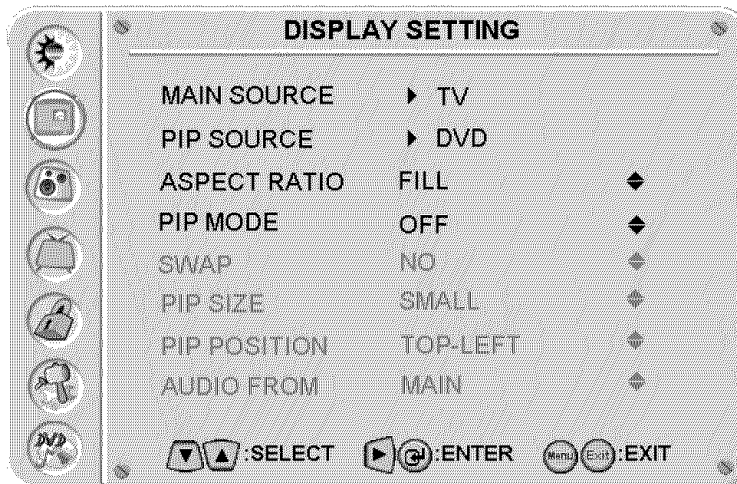 DISPLAY SETTING
MAIN SOURCE TV
PIP SOURCE DVD
ASPECT RATIO FILL
PIP MODE OFF
SWAP NO
PIP SIZE SMALL
PIP POSITION TOP-LEFT
AUDIO FROM MAIN
DVD
:SELECT :ENTER Menu Exit :EXIT